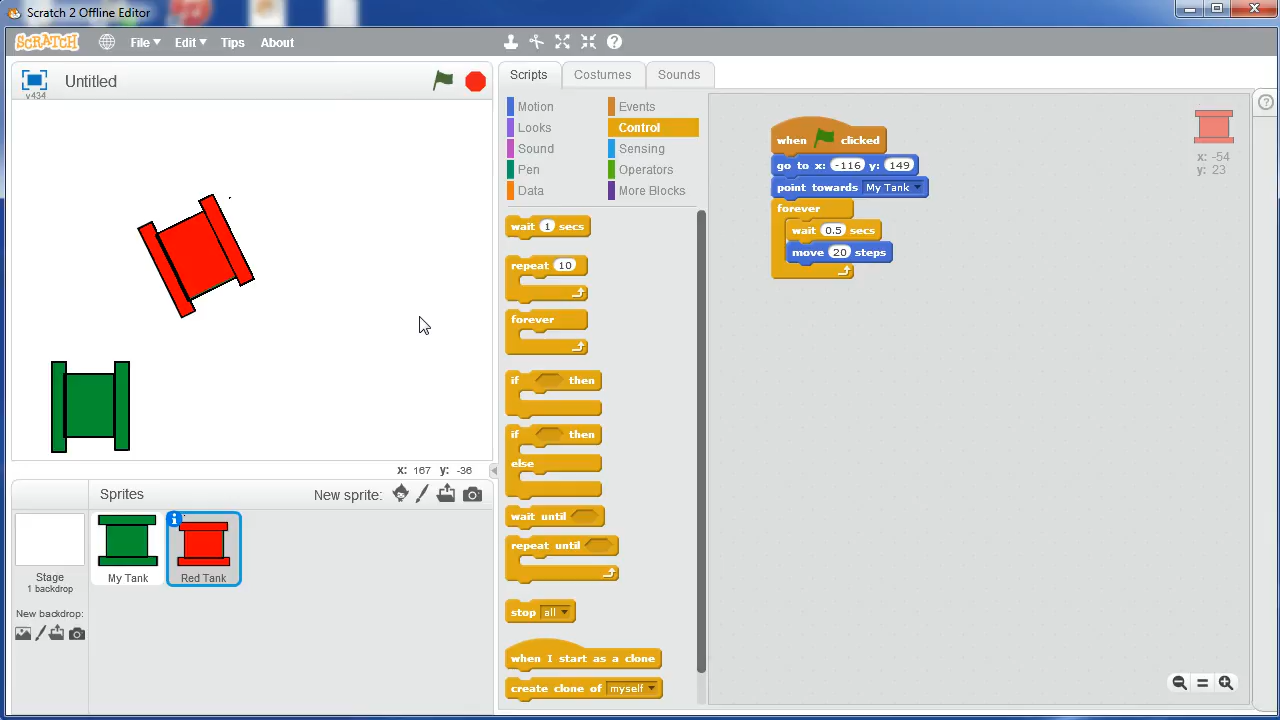 Scratch 2 Offline Editor
SCRATCH File Edit Tips About
Untitled
v434
Scripts Costumes Sounds
Motion Events
Looks Control
Sound Sensing
Pen Operators
Data More Blocks
wait 1 secs
repeat 10
forever
if then
if then
else
wait until
repeat until
stop all
when I start as a clone
create clone of myself
when clicked
go to x: -116 y: 149
point towards My Tank
forever
wait 0.5 secs
move 20 steps
x: -54
y: 23
x: 167 y: -36
Sprites New sprite:
Stage
1 backdrop
New backdrop:
My Tank
Red Tank